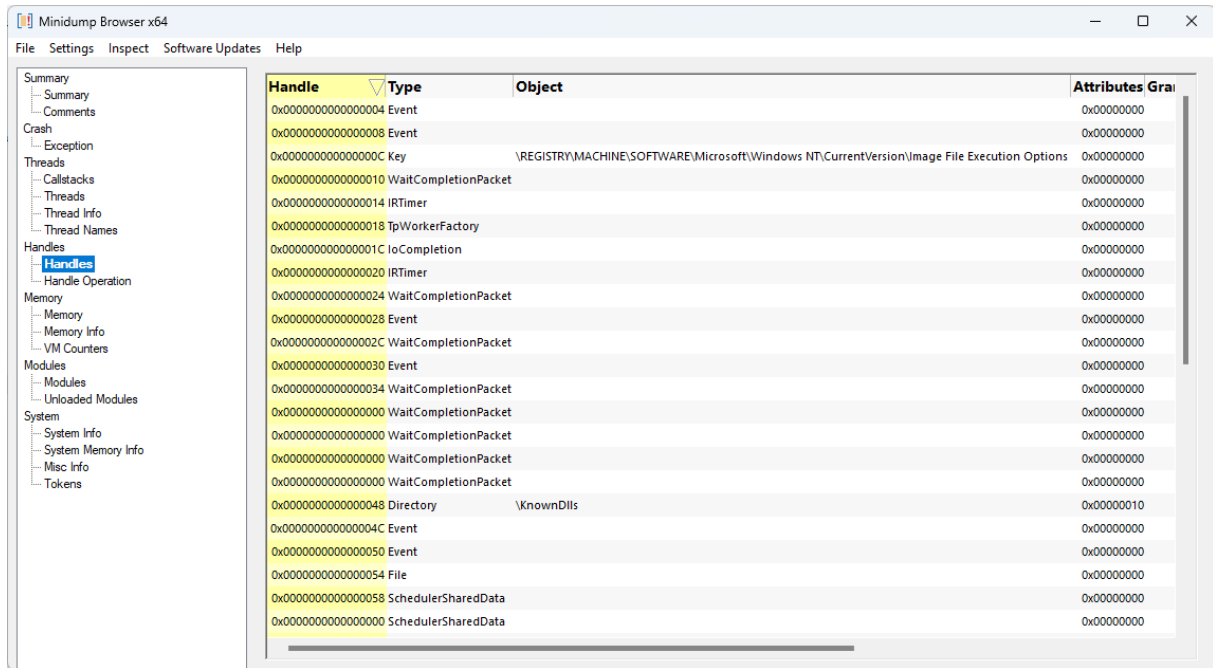 Minidump Browser x64
File Settings Inspect Software Updates Help
Summary
Summary
Comments
Crash
Exception
Threads
Callstacks
Threads
Thread Info
Thread Names
Handles
Handles
Handle Operation
Memory
Memory
Memory Info
VM Counters
Modules
Modules
Unloaded Modules
System
System Info
System Memory Info
Misc Info
Tokens
Handle Type Object Attributes Gra
0x0000000000000004 Event 0x00000000
0x0000000000000008 Event 0x00000000
0x000000000000000C Key \REGISTRY\MACHINE\SOFTWARE\Microsoft\Windows NT\CurrentVersion\Image File Execution Options 0x00000000
0x0000000000000010 WaitCompletionPacket 0x00000000
0x0000000000000014 IRTimer 0x00000000
0x0000000000000018 TpWorkerFactory 0x00000000
0x000000000000001C IoCompletion 0x00000000
0x0000000000000020 IRTimer 0x00000000
0x0000000000000024 WaitCompletionPacket 0x00000000
0x0000000000000028 Event 0x00000000
0x000000000000002C WaitCompletionPacket 0x00000000
0x0000000000000030 Event 0x00000000
0x0000000000000034 WaitCompletionPacket 0x00000000
0x0000000000000000 WaitCompletionPacket 0x00000000
0x0000000000000000 WaitCompletionPacket 0x00000000
0x0000000000000000 WaitCompletionPacket 0x00000000
0x0000000000000000 WaitCompletionPacket 0x00000000
0x0000000000000048 Directory \KnownDlls 0x00000010
0x000000000000004C Event 0x00000000
0x0000000000000050 Event 0x00000000
0x0000000000000054 File 0x00000000
0x0000000000000058 SchedulerSharedData 0x00000000
0x0000000000000000 SchedulerSharedData 0x00000000